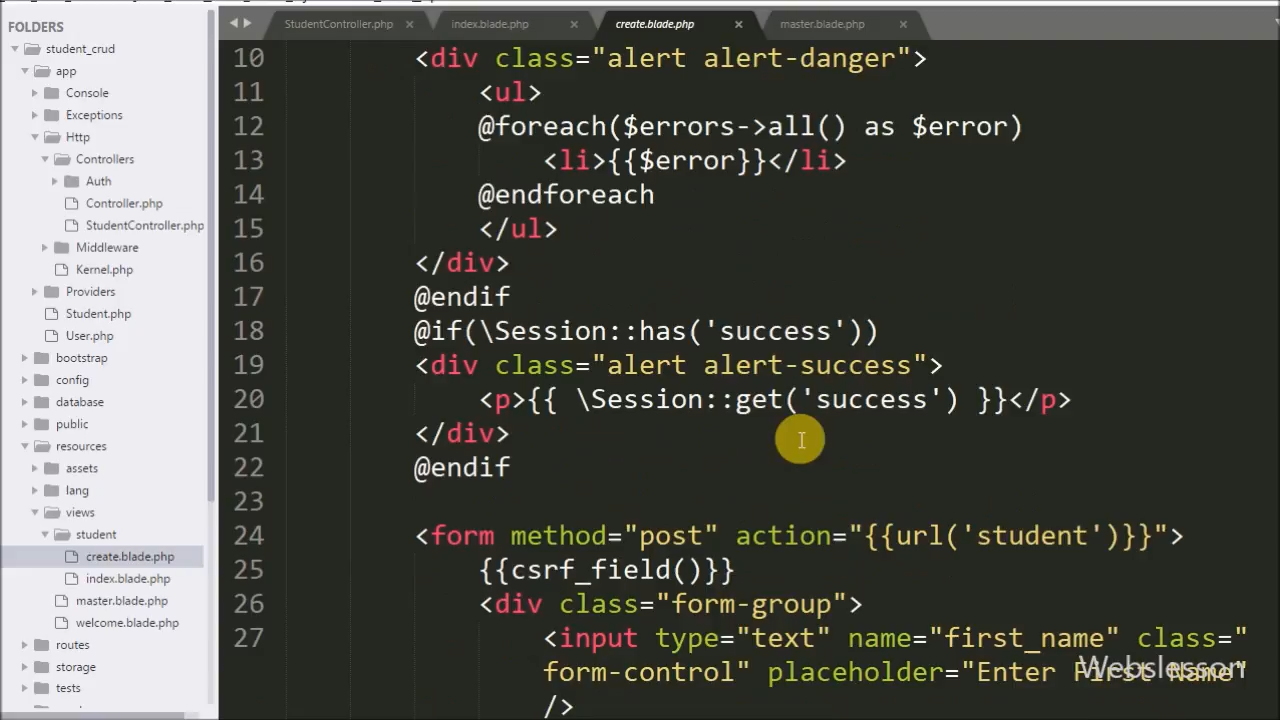 FOLDERS
student_crud
app
Console
Exceptions
Http
Controllers
Auth
Controller.php
StudentController.php
Middleware
Kernel.php
Providers
Student.php
User.php
bootstrap
config
database
public
resources
assets
lang
views
student
create.blade.php
index.blade.php
master.blade.php
welcome.blade.php
routes
storage
tests
StudentController.php × index.blade.php × create.blade.php × master.blade.php ×
10 <div class="alert alert-danger">
11 <ul>
12 @foreach($errors->all() as $error)
13 <li>{{$error}}</li>
14 @endforeach
15 </ul>
16 </div>
17 @endif
18 @if(\Session::has('success'))
19 <div class="alert alert-success">
20 <p>{{ \Session::get('success') }}</p>
21 </div>
22 @endif
23
24 <form method="post" action="{{url('student')}}">
25 {{csrf_field()}}
26 <div class="form-group">
27 <input type="text" name="first_name" class="
form-control" placeholder="Enter First Name"
/>
Webslesson